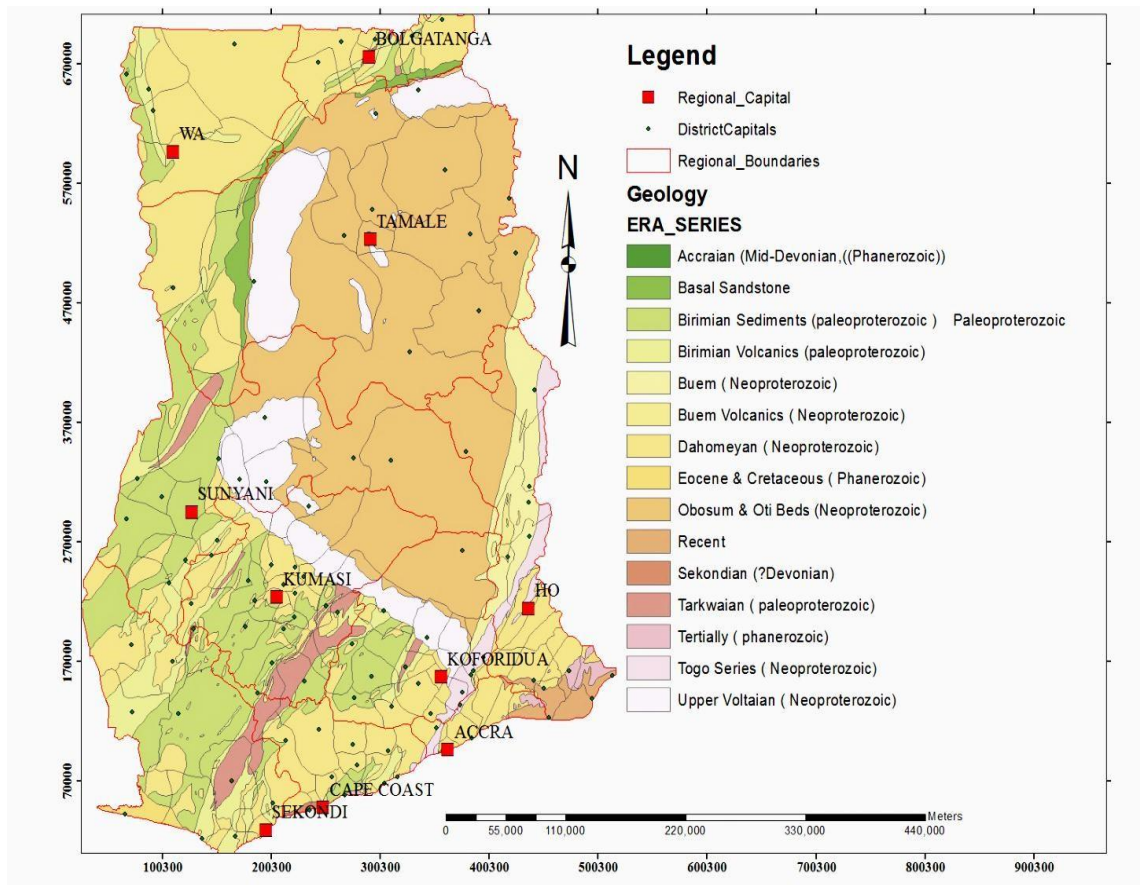 BOLGATANGA
WA
TAMALE
SUNYANI
KUMASI
HO
KOFORIDUA
ACCRA
CAPE COAST
SEKONDI
N
Legend
Regional_Capital
DistrictCapitals
Regional_Boundaries
Geology
ERA_SERIES
Accraian (Mid-Devonian,((Phanerozoic))
Basal Sandstone
Birimian Sediments (paleoproterozoic ) Paleoproterozoic
Birimian Volcanics (paleoproterozoic)
Buem ( Neoproterozoic)
Buem Volcanics ( Neoproterozoic)
Dahomeyan ( Neoproterozoic)
Eocene & Cretaceous ( Phanerozoic)
Obosum & Oti Beds (Neoproterozoic)
Recent
Sekondian (?Devonian)
Tarkwaian ( paleoproterozoic)
Tertially ( phanerozoic)
Togo Series ( Neoproterozoic)
Upper Voltaian ( Neoproterozoic)
Meters
0 55,000 110,000 220,000 330,000 440,000
670000
570000
470000
370000
270000
170000
70000
100300 200300 300300 400300 500300 600300 700300 800300 900300